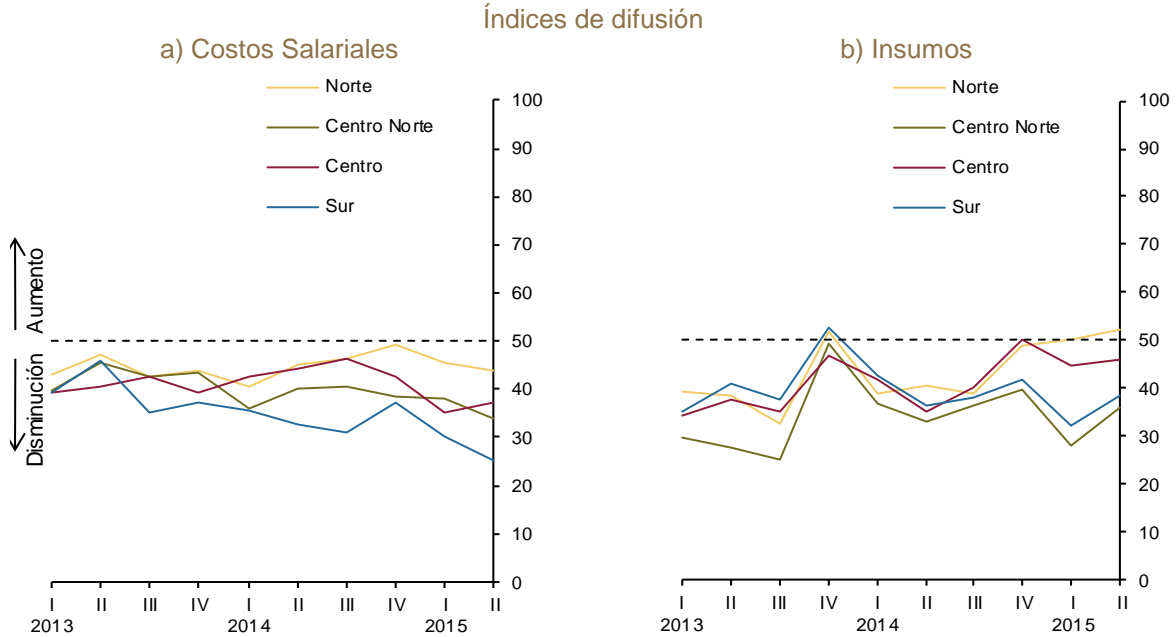 Índices de difusión
a) Costos Salariales
Norte
Centro Norte
Centro
Sur
Aumento
Disminución
100
90
80
70
60
50
40
30
20
10
0
I II III IV I II III IV I II
2013 2014 2015
b) Insumos
Norte
Centro Norte
Centro
Sur
100
90
80
70
60
50
40
30
20
10
0
I II III IV I II III IV I II
2013 2014 2015